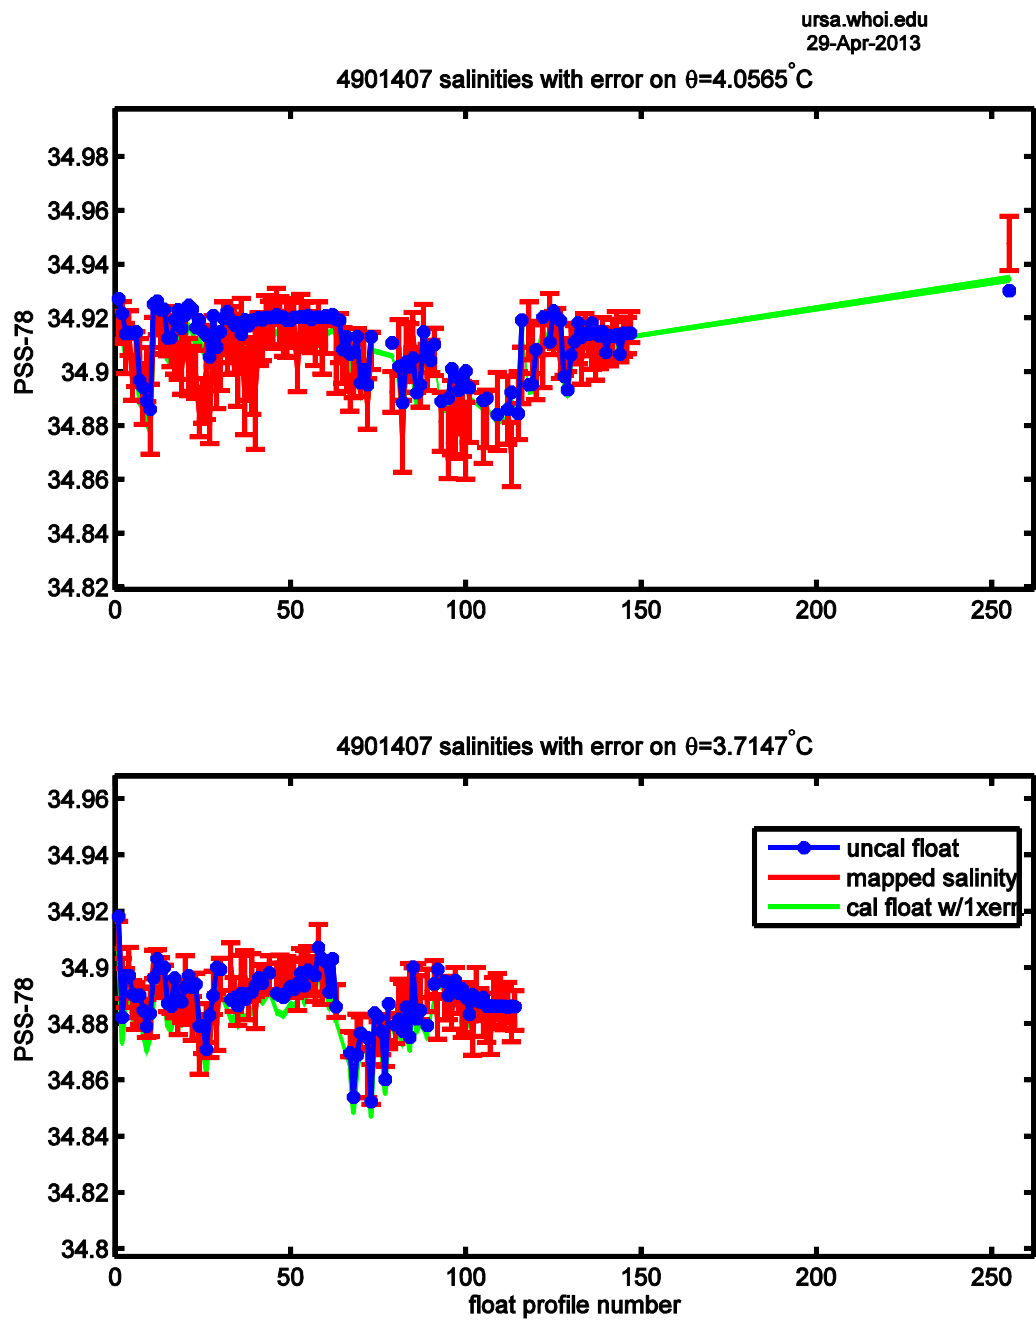 ursa.whoi.edu
29-Apr-2013
4901407 salinities with error on θ=4.0565°C
34.98
34.96
34.94
34.92
34.9
34.88
34.86
34.84
34.82
PSS-78
0 50 100 150 200 250
4901407 salinities with error on θ=3.7147°C
34.96
34.94
34.92
34.9
34.88
34.86
34.84
34.82
34.8
PSS-78
uncal float
mapped salinity
cal float w/1xerr
0 50 100 150 200 250
float profile number